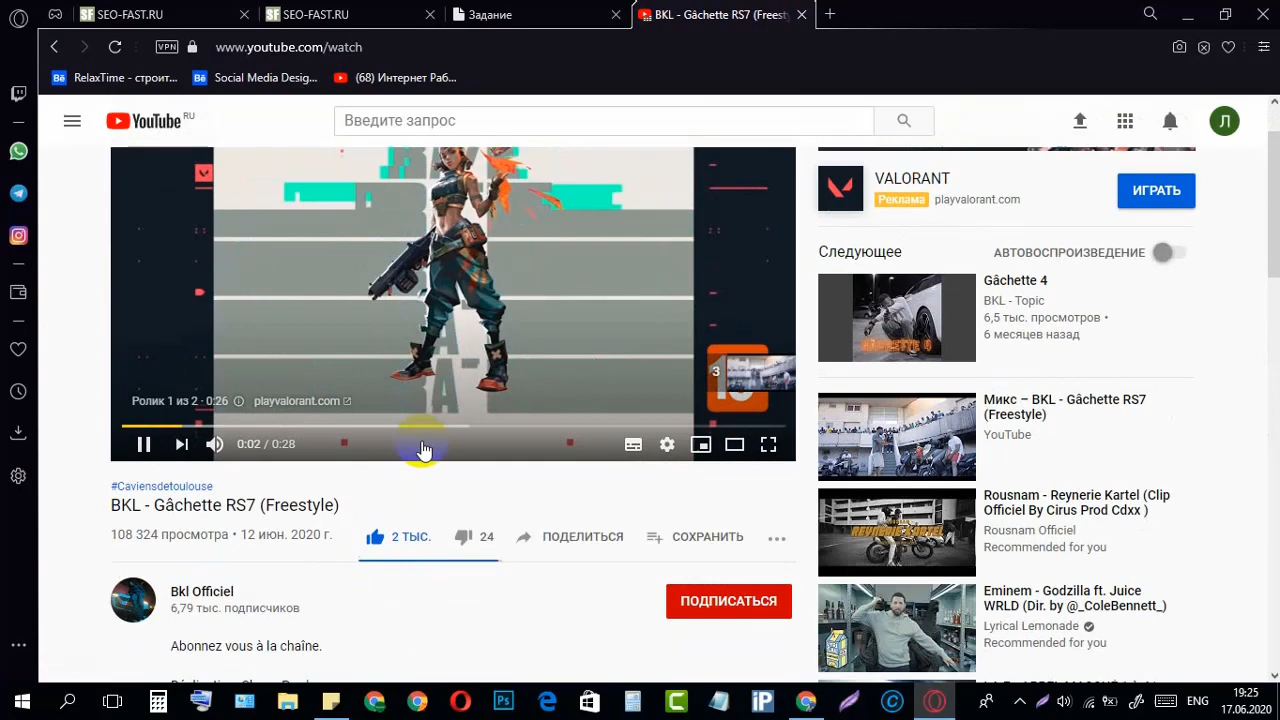 SEO-FAST.RU
SEO-FAST.RU
Задание
BKL - Gâchette RS7 (Freest
VPN
www.youtube.com/watch
RelaxTime - строит...
Social Media Desig...
(68) Интернет Раб...
YouTube RU
Введите запрос
Л
VALORANT
Реклама playvalorant.com
ИГРАТЬ
Следующее
АВТОВОСПРОИЗВЕДЕНИЕ
Gâchette 4
BKL - Topic
6,5 тыс. просмотров •
6 месяцев назад
GÂCHETTE 4
3
Ролик 1 из 2 · 0:26
playvalorant.com
0:02 / 0:28
Микс – BKL - Gâchette RS7
(Freestyle)
YouTube
#Caviensdetoulouse
BKL - Gâchette RS7 (Freestyle)
108 324 просмотра • 12 июн. 2020 г.
2 ТЫС.
24
ПОДЕЛИТЬСЯ
СОХРАНИТЬ
Rousnam - Reynerie Kartel (Clip
Officiel By Cirus Prod Cdxx )
Rousnam Officiel
Recommended for you
REYNERIE KARTEL
Bkl Officiel
6,79 тыс. подписчиков
ПОДПИСАТЬСЯ
Abonnez vous à la chaîne.
Eminem - Godzilla ft. Juice
WRLD (Dir. by @_ColeBennett_)
Lyrical Lemonade
Recommended for you
ENG
19:25
17.06.2020